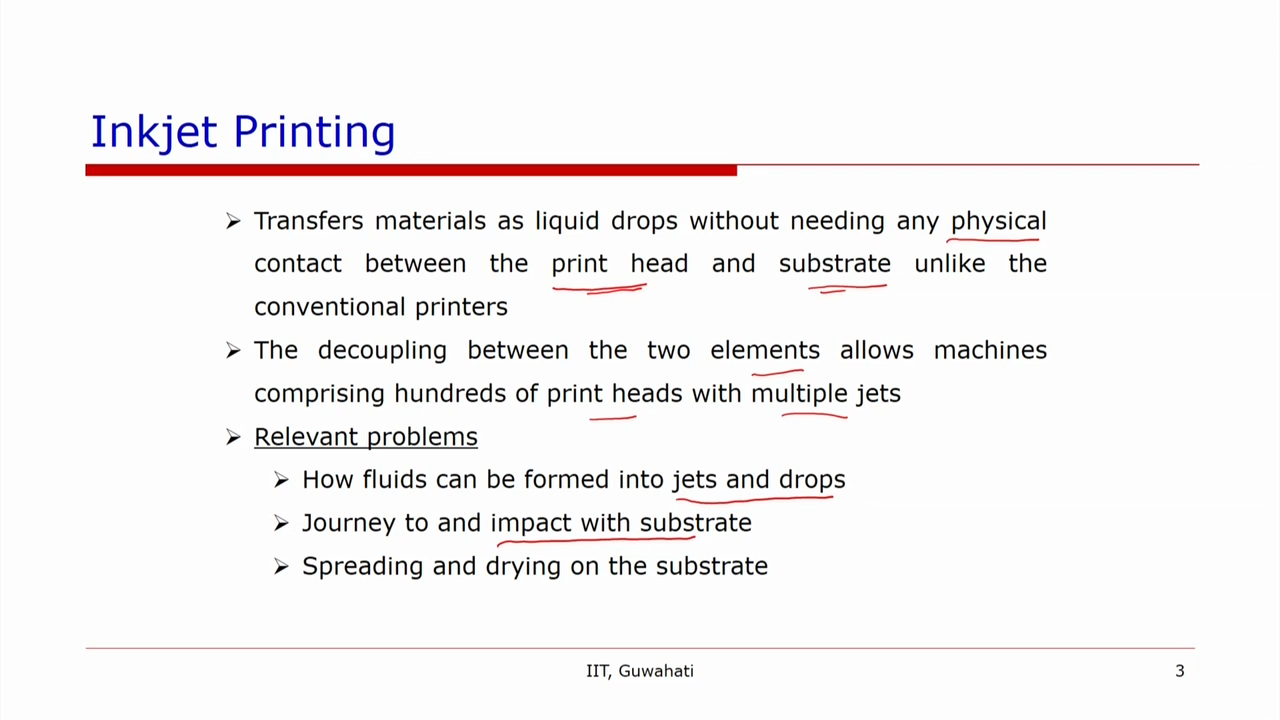 Inkjet Printing
➢ Transfers materials as liquid drops without needing any physical
contact between the print head and substrate unlike the
conventional printers
➢ The decoupling between the two elements allows machines
comprising hundreds of print heads with multiple jets
➢ Relevant problems
➢ How fluids can be formed into jets and drops
➢ Journey to and impact with substrate
➢ Spreading and drying on the substrate
IIT, Guwahati
3